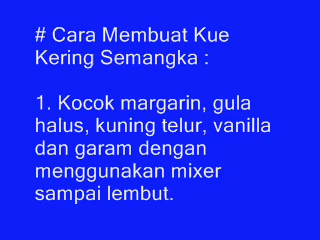 # Cara Membuat Kue
Kering Semangka :
1. Kocok margarin, gula
halus, kuning telur, vanilla
dan garam dengan
menggunakan mixer
sampai lembut.